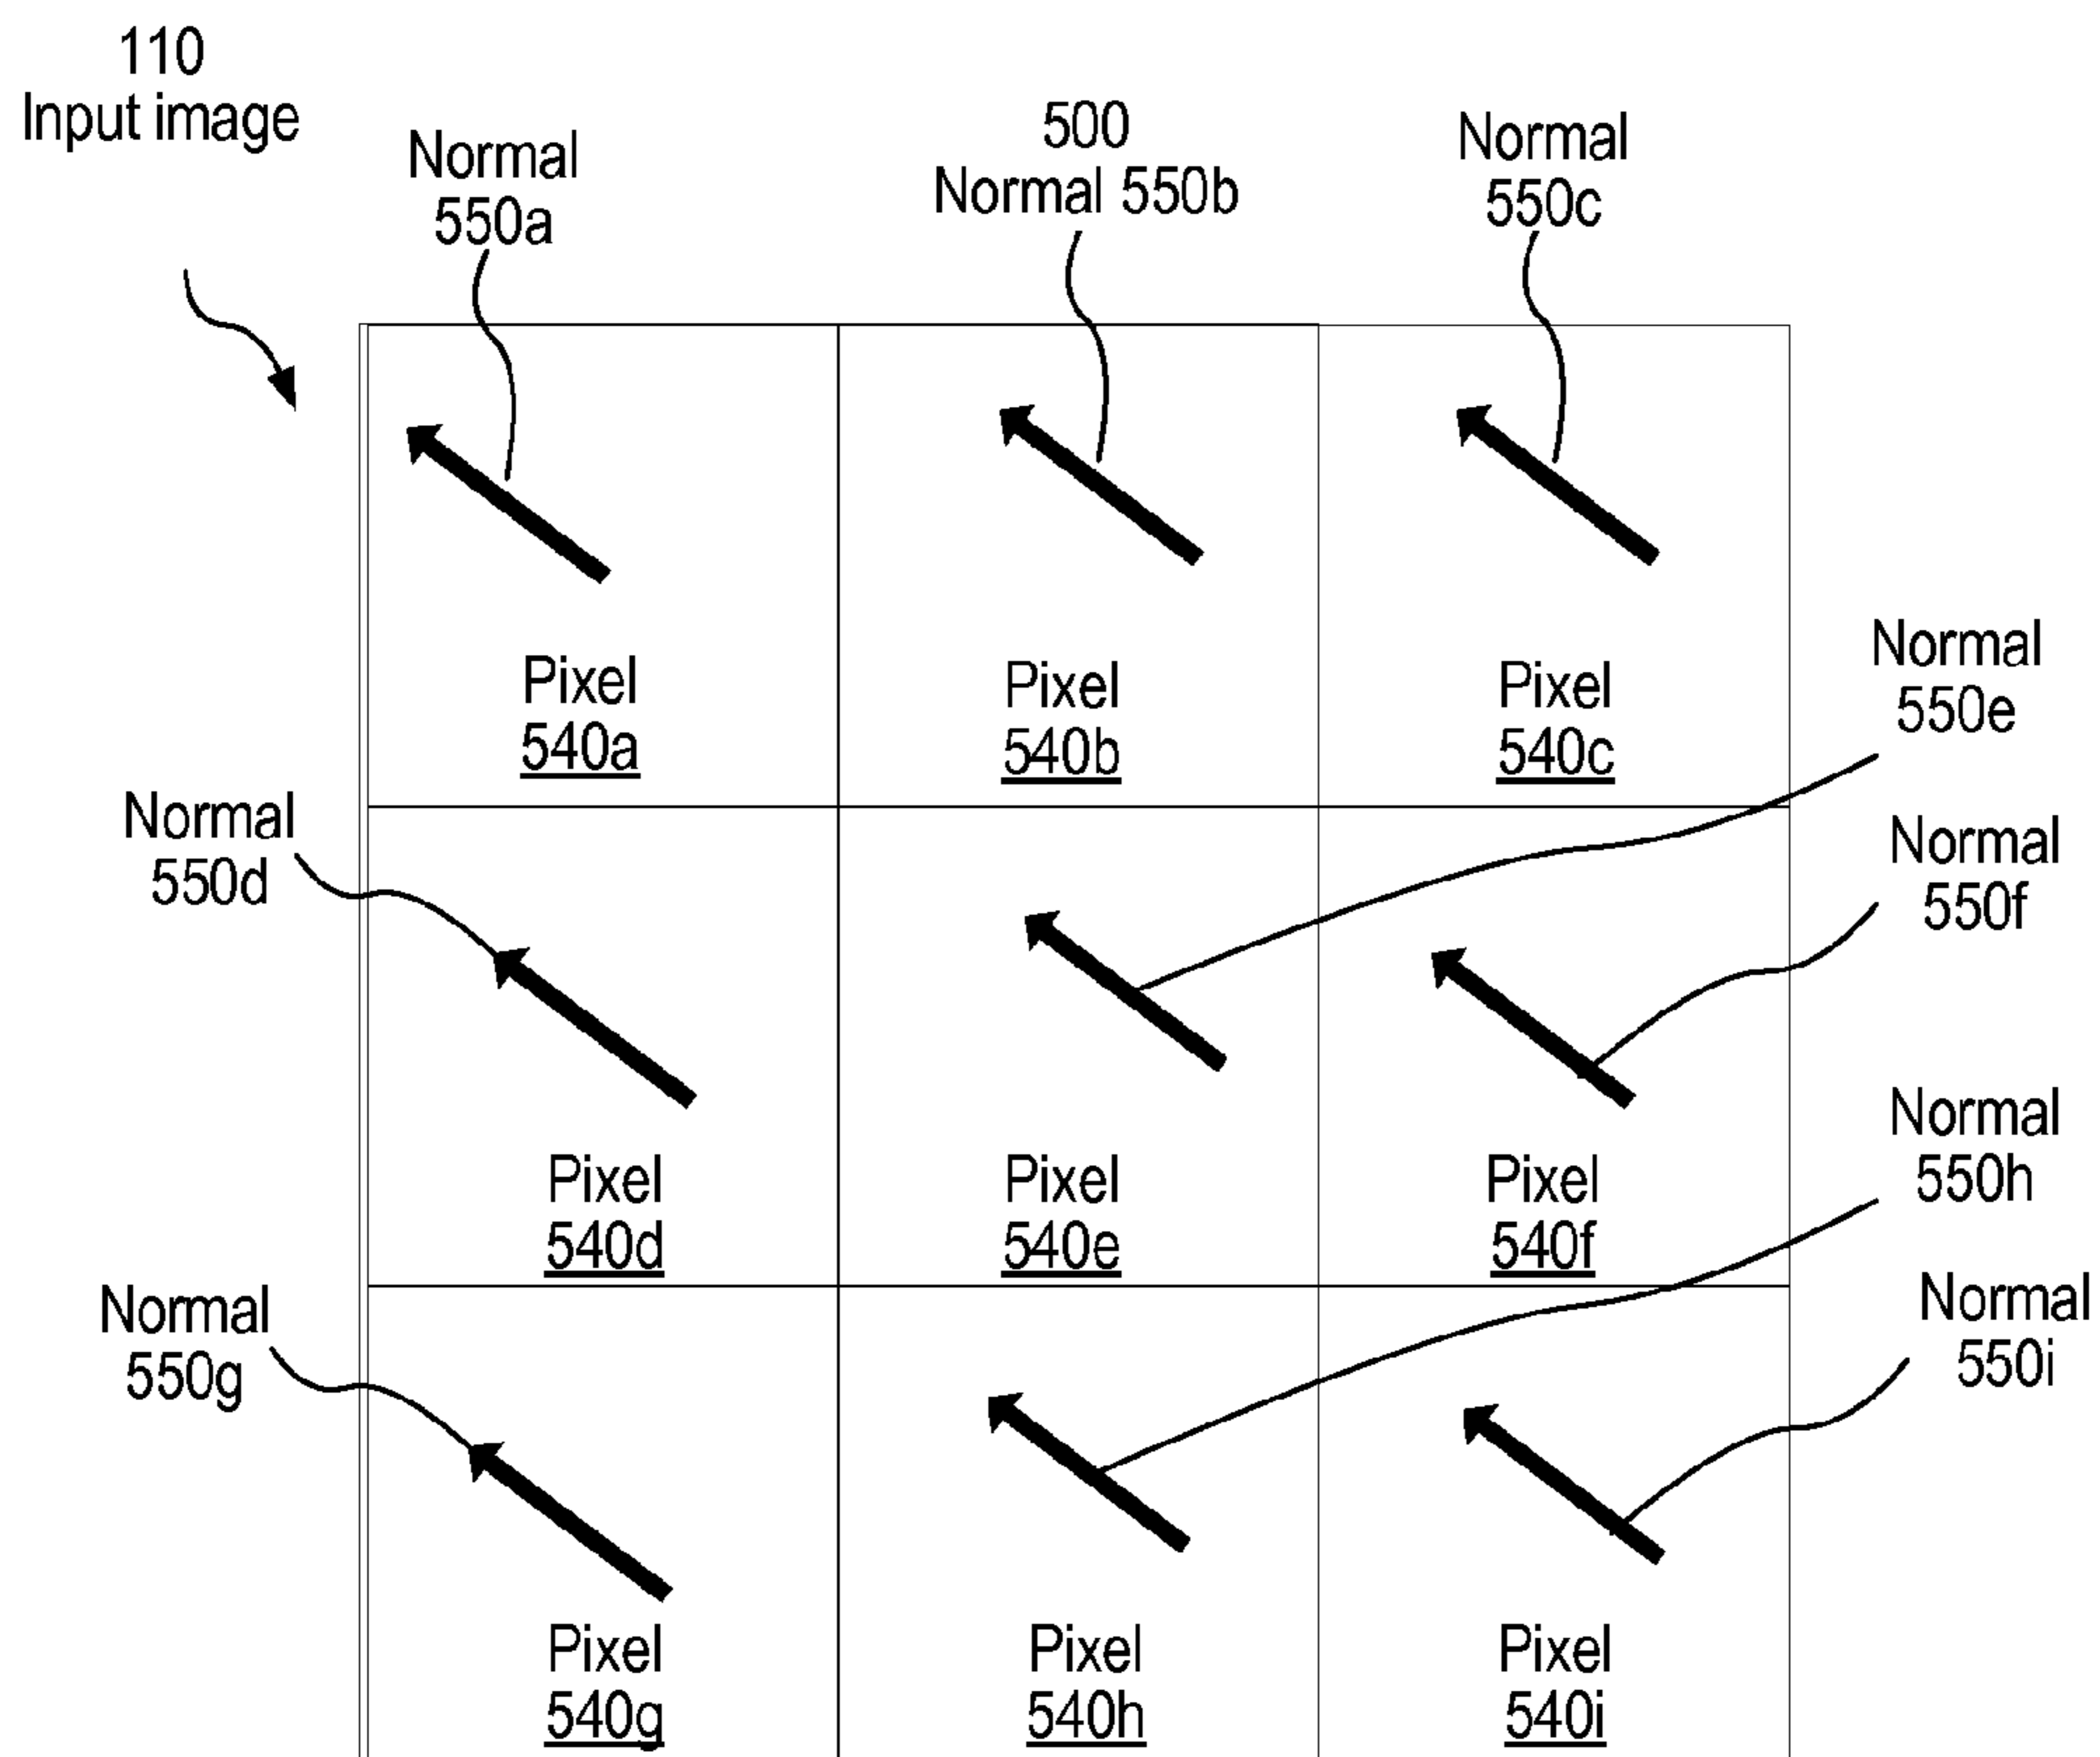 110
Input image
Normal
550a
500
Normal 550b
Normal
550c
Pixel
540a
Pixel
540b
Pixel
540c
Normal
550e
Normal
550d
Normal
550f
Pixel
540d
Pixel
540e
Pixel
540f
Normal
550h
Normal
550g
Normal
550i
Pixel
540g
Pixel
540h
Pixel
540i